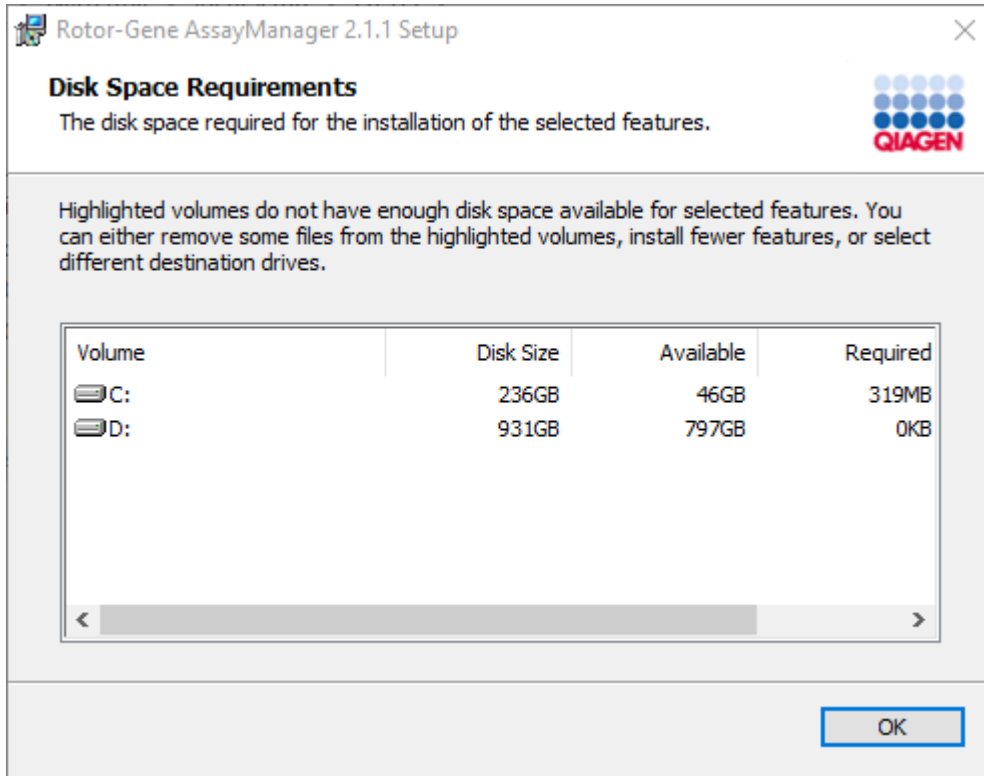 Rotor-Gene AssayManager 2.1.1 Setup
Disk Space Requirements
The disk space required for the installation of the selected features.
QIAGEN
Highlighted volumes do not have enough disk space available for selected features. You
can either remove some files from the highlighted volumes, install fewer features, or select
different destination drives.
Volume Disk Size Available Required
C: 236GB 46GB 319MB
D: 931GB 797GB 0KB
OK